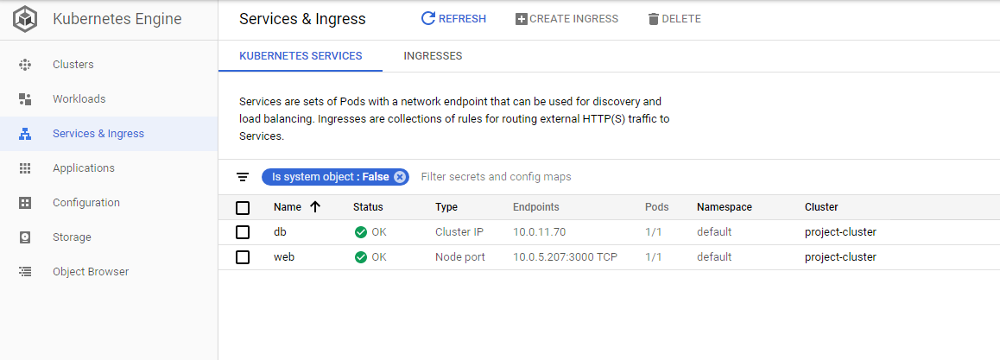 Kubernetes Engine
Services & Ingress
REFRESH
CREATE INGRESS
DELETE
Clusters
Workloads
Services & Ingress
Applications
Configuration
Storage
Object Browser
KUBERNETES SERVICES
INGRESSES
Services are sets of Pods with a network endpoint that can be used for discovery and
load balancing. Ingresses are collections of rules for routing external HTTP(S) traffic to
Services.
Is system object : False
Filter secrets and config maps
Name Status Type Endpoints Pods Namespace Cluster
db OK Cluster IP 10.0.11.70 1/1 default project-cluster
web OK Node port 10.0.5.207:3000 TCP 1/1 default project-cluster